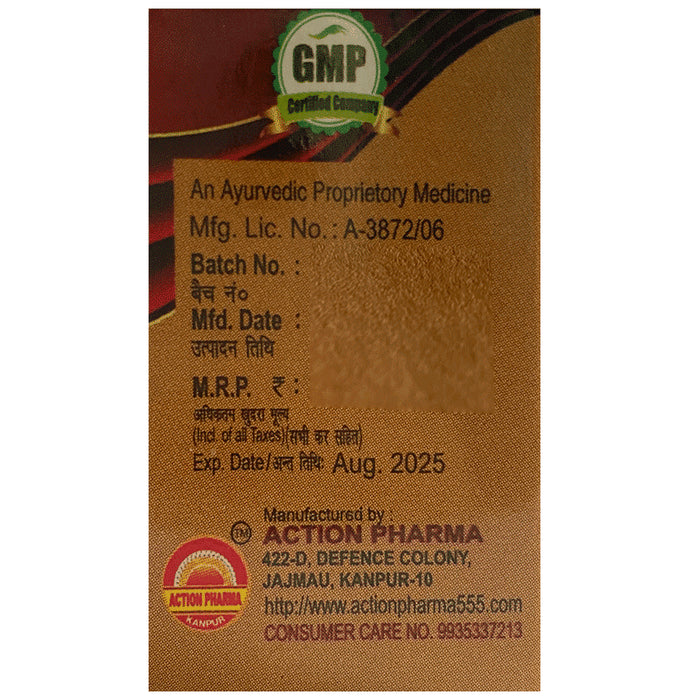 GMP
Certified Company
An Ayurvedic Proprietory Medicine
Mfg. Lic. No.: A-3872/06
Batch No. :
बैच नं०
Mfd. Date :
उत्पादन तिथि
M.R.P. ₹ :
अधिकतम खुदरा मूल्य
(Incl. of all Taxes)(सभी कर सहित)
Exp. Date/अन्त तिथिः Aug. 2025
Manufactured by :
TM ACTION PHARMA
422-D, DEFENCE COLONY,
JAJMAU, KANPUR-10
http://www.actionpharma555.com
CONSUMER CARE NO. 9935337213
ACTION PHARMA
KANPUR